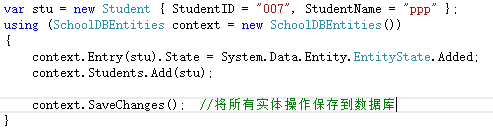 var stu = new Student { StudentID = "007", StudentName = "ppp" };
using (SchoolDBEntities context = new SchoolDBEntities())
{
    context.Entry(stu).State = System.Data.Entity.EntityState.Added;
    context.Students.Add(stu);
    context.SaveChanges();  //将所有实体操作保存到数据库
}